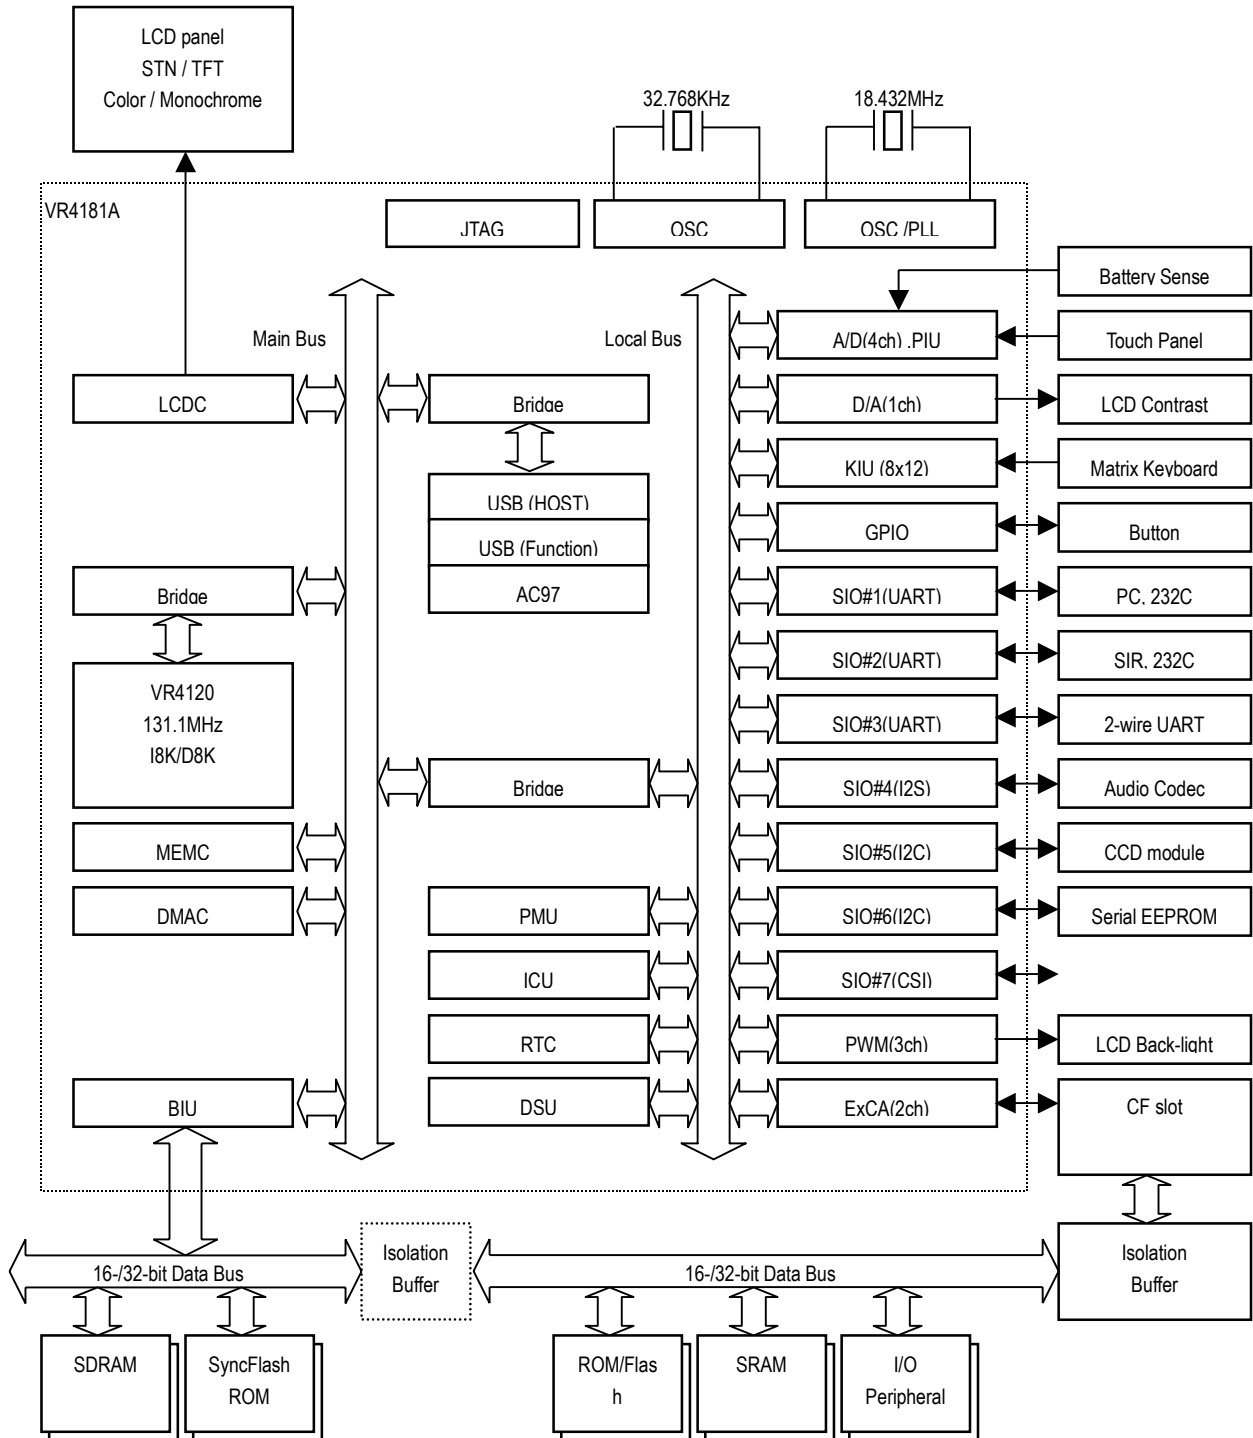 LCD panel
STN / TFT
Color / Monochrome
32.768KHz
18.432MHz
VR4181A
JTAG
OSC
OSC /PLL
Battery Sense
Main Bus
Local Bus
A/D(4ch) .PIU
Touch Panel
LCDC
Bridge
D/A(1ch)
LCD Contrast
KIU (8x12)
Matrix Keyboard
USB (HOST)
GPIO
Button
USB (Function)
Bridge
AC97
SIO#1(UART)
PC, 232C
SIO#2(UART)
SIR, 232C
VR4120
131.1MHz
I8K/D8K
SIO#3(UART)
2-wire UART
Bridge
SIO#4(I2S)
Audio Codec
MEMC
SIO#5(I2C)
CCD module
DMAC
PMU
SIO#6(I2C)
Serial EEPROM
ICU
SIO#7(CSI)
RTC
PWM(3ch)
LCD Back-light
BIU
DSU
ExCA(2ch)
CF slot
16-/32-bit Data Bus
Isolation
Buffer
16-/32-bit Data Bus
Isolation
Buffer
SDRAM
SyncFlash
ROM
ROM/Flas
h
SRAM
I/O
Peripheral